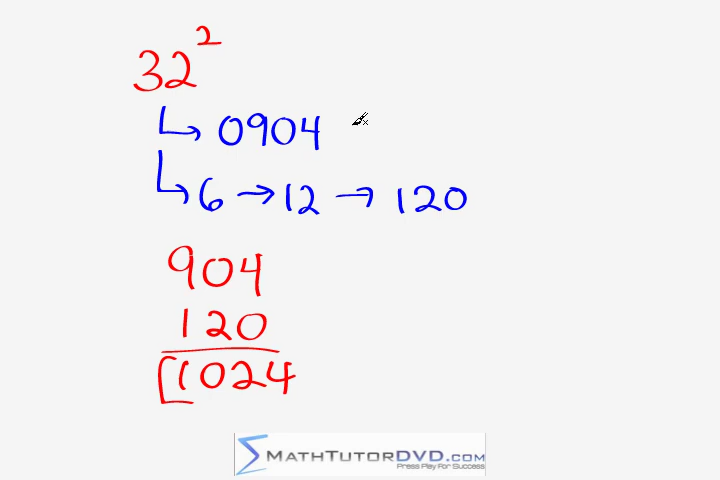 32²
↳ 0904
↳ 6 → 12 → 120
904
120
1024
MATHTUTORDVD.COM
Press Play For Success